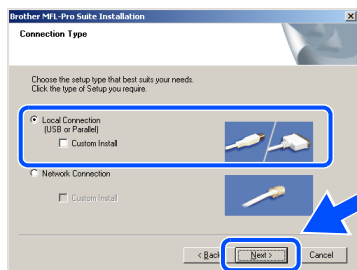 Brother MFL-Pro Suite Installation
Connection Type
Choose the setup type that best suits your needs.
Click the type of Setup you require.
Local Connection
(USB or Parallel)
Custom Install
Network Connection
Custom Install
< Back
Next >
Cancel